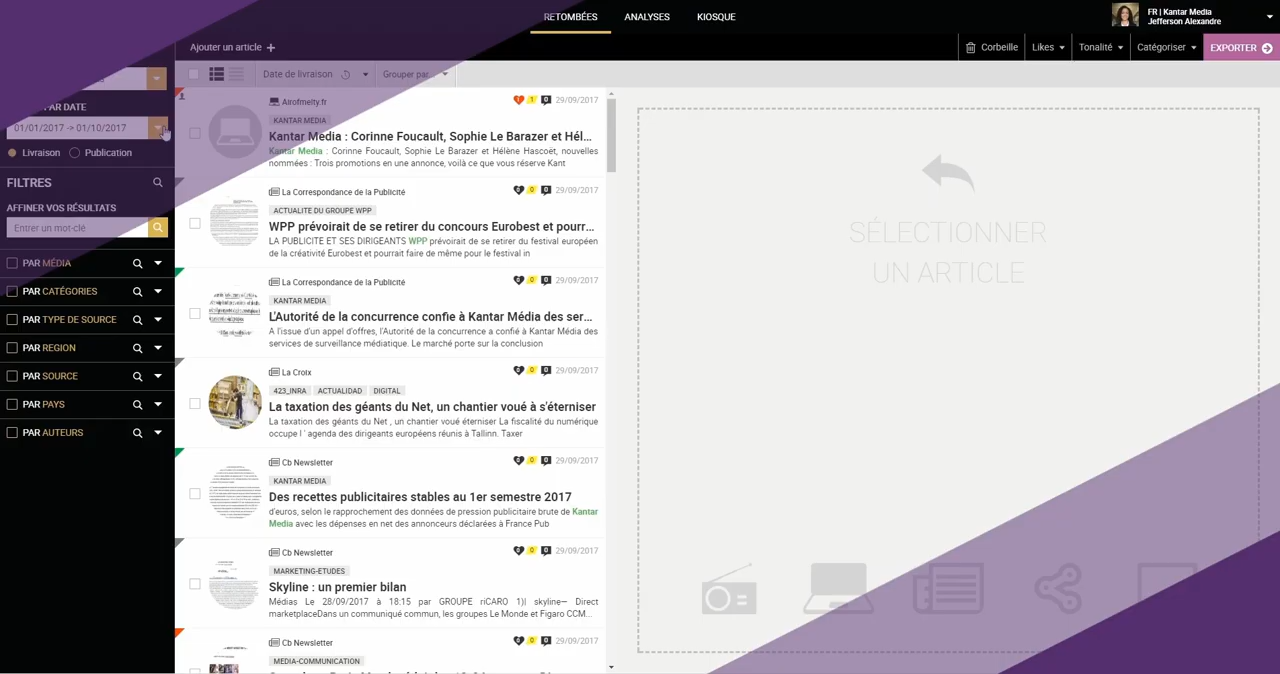 RETOMBÉES
ANALYSES
KIOSQUE
FR | Kantar Media
Jefferson Alexandre
Ajouter un article +
Corbeille
Likes
Tonalité
Catégoriser
EXPORTER
Date de livraison
Grouper par...
PAR DATE
01/01/2017 -> 01/10/2017
Livraison
Publication
FILTRES
AFFINER VOS RÉSULTATS
Entrer un mot-clé
PAR MÉDIA
PAR CATÉGORIES
PAR TYPE DE SOURCE
PAR REGION
PAR SOURCE
PAR PAYS
PAR AUTEURS
Airofmelty.fr
1 0 29/09/2017
KANTAR MEDIA
Kantar Media : Corinne Foucault, Sophie Le Barazer et Hél...
Kantar Media : Corinne Foucault, Sophie Le Barazer et Hélène Hascoët, nouvelles
nommées : Trois promotions en une annonce, voilà ce que vous réserve Kant
La Correspondance de la Publicité
0 0 29/09/2017
ACTUALITE DU GROUPE WPP
WPP prévoirait de se retirer du concours Eurobest et pourr...
LA PUBLICITE ET SES DIRIGEANTS WPP prévoirait de se retirer du festival européen
de la créativité Eurobest et pourrait faire de même pour le festival in
La Correspondance de la Publicité
0 0 29/09/2017
KANTAR MEDIA
L'Autorité de la concurrence confie à Kantar Média des ser...
A l'issue d'un appel d'offres, l'Autorité de la concurrence a confié à Kantar Média des
services de surveillance médiatique. Le marché porte sur la conclusion
La Croix
0 0 29/09/2017
423_INRA ACTUALIDAD DIGITAL
La taxation des géants du Net, un chantier voué à s'éterniser
La taxation des géants du Net , un chantier voué éterniser La fiscalité du numérique
occupe l ' agenda des dirigeants européens réunis à Tallinn. Taxer
Cb Newsletter
0 0 29/09/2017
KANTAR MEDIA
Des recettes publicitaires stables au 1er semestre 2017
d'euros, selon le rapprochement des données de pression publicitaire brute de Kantar
Media avec les dépenses en net des annonceurs déclarées à France Pub
Cb Newsletter
0 0 29/09/2017
MARKETING-ETUDES
Skyline : un premier bilan
Médias Le 28/09/2017 à 18:15 par GROUPE riCARO 1)| skyline– Direct
marketplaceDans un communiqué commun, les groupes Le Monde et Figaro CCM...
Cb Newsletter
0 0 29/09/2017
MEDIA-COMMUNICATION
SÉLECTIONNER
UN ARTICLE